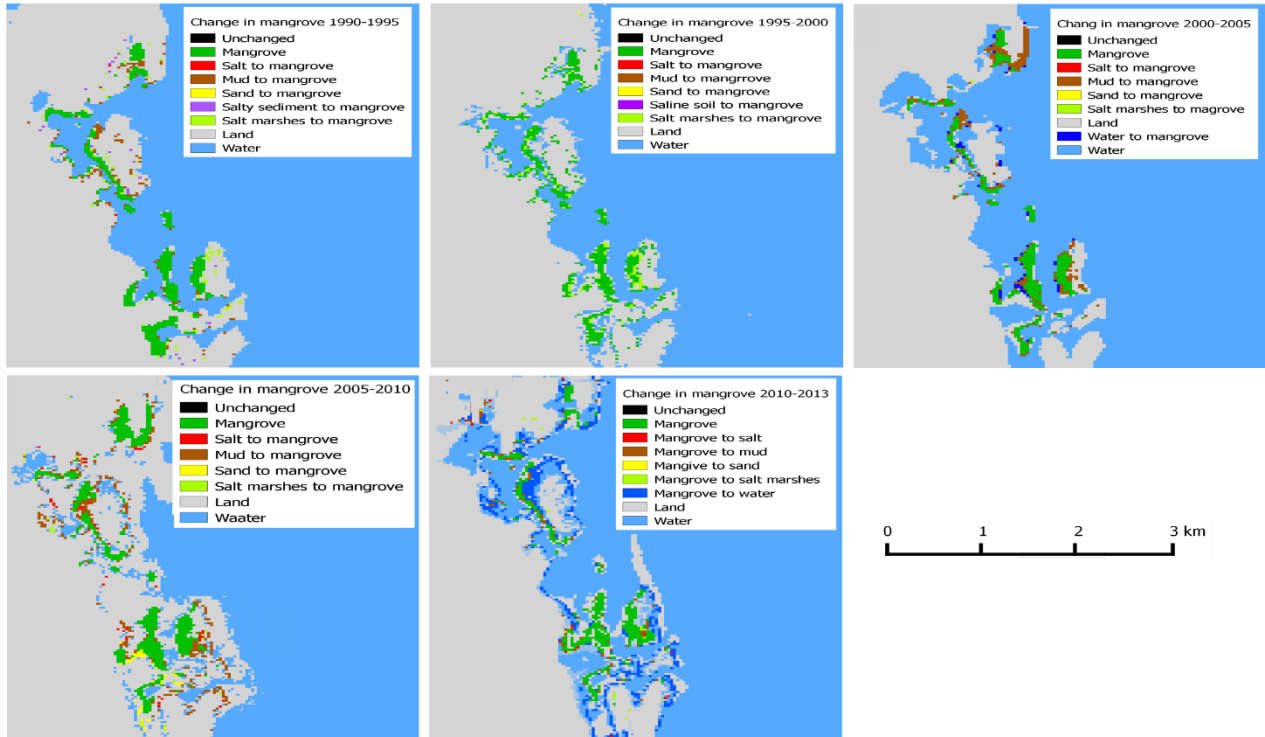 Change in mangrove 1990-1995
Unchanged
Mangrove
Salt to mangrove
Mud to mangrove
Sand to mangrove
Salty sediment to mangrove
Salt marshes to mangrove
Land
Water
Change in mangrove 1995-2000
Unchanged
Mangrove
Salt to mangrove
Mud to mangrove
Sand to mangrove
Saline soil to mangrove
Salt marshes to mangrove
Land
Water
Chang in mangrove 2000-2005
Unchanged
Mangrove
Salt to mangrove
Mud to mangrove
Sand to mangrove
Salt marshes to magrove
Land
Water to mangrove
Water
Change in mangrove 2005-2010
Unchanged
Mangrove
Salt to mangrove
Mud to mangrove
Sand to mangrove
Salt marshes to mangrove
Land
Waater
Change in mangrove 2010-2013
Unchanged
Mangrove
Mangrove to salt
Mangrove to mud
Mangive to sand
Mangrove to salt marshes
Mangrove to water
Land
Water
0 1 2 3 km